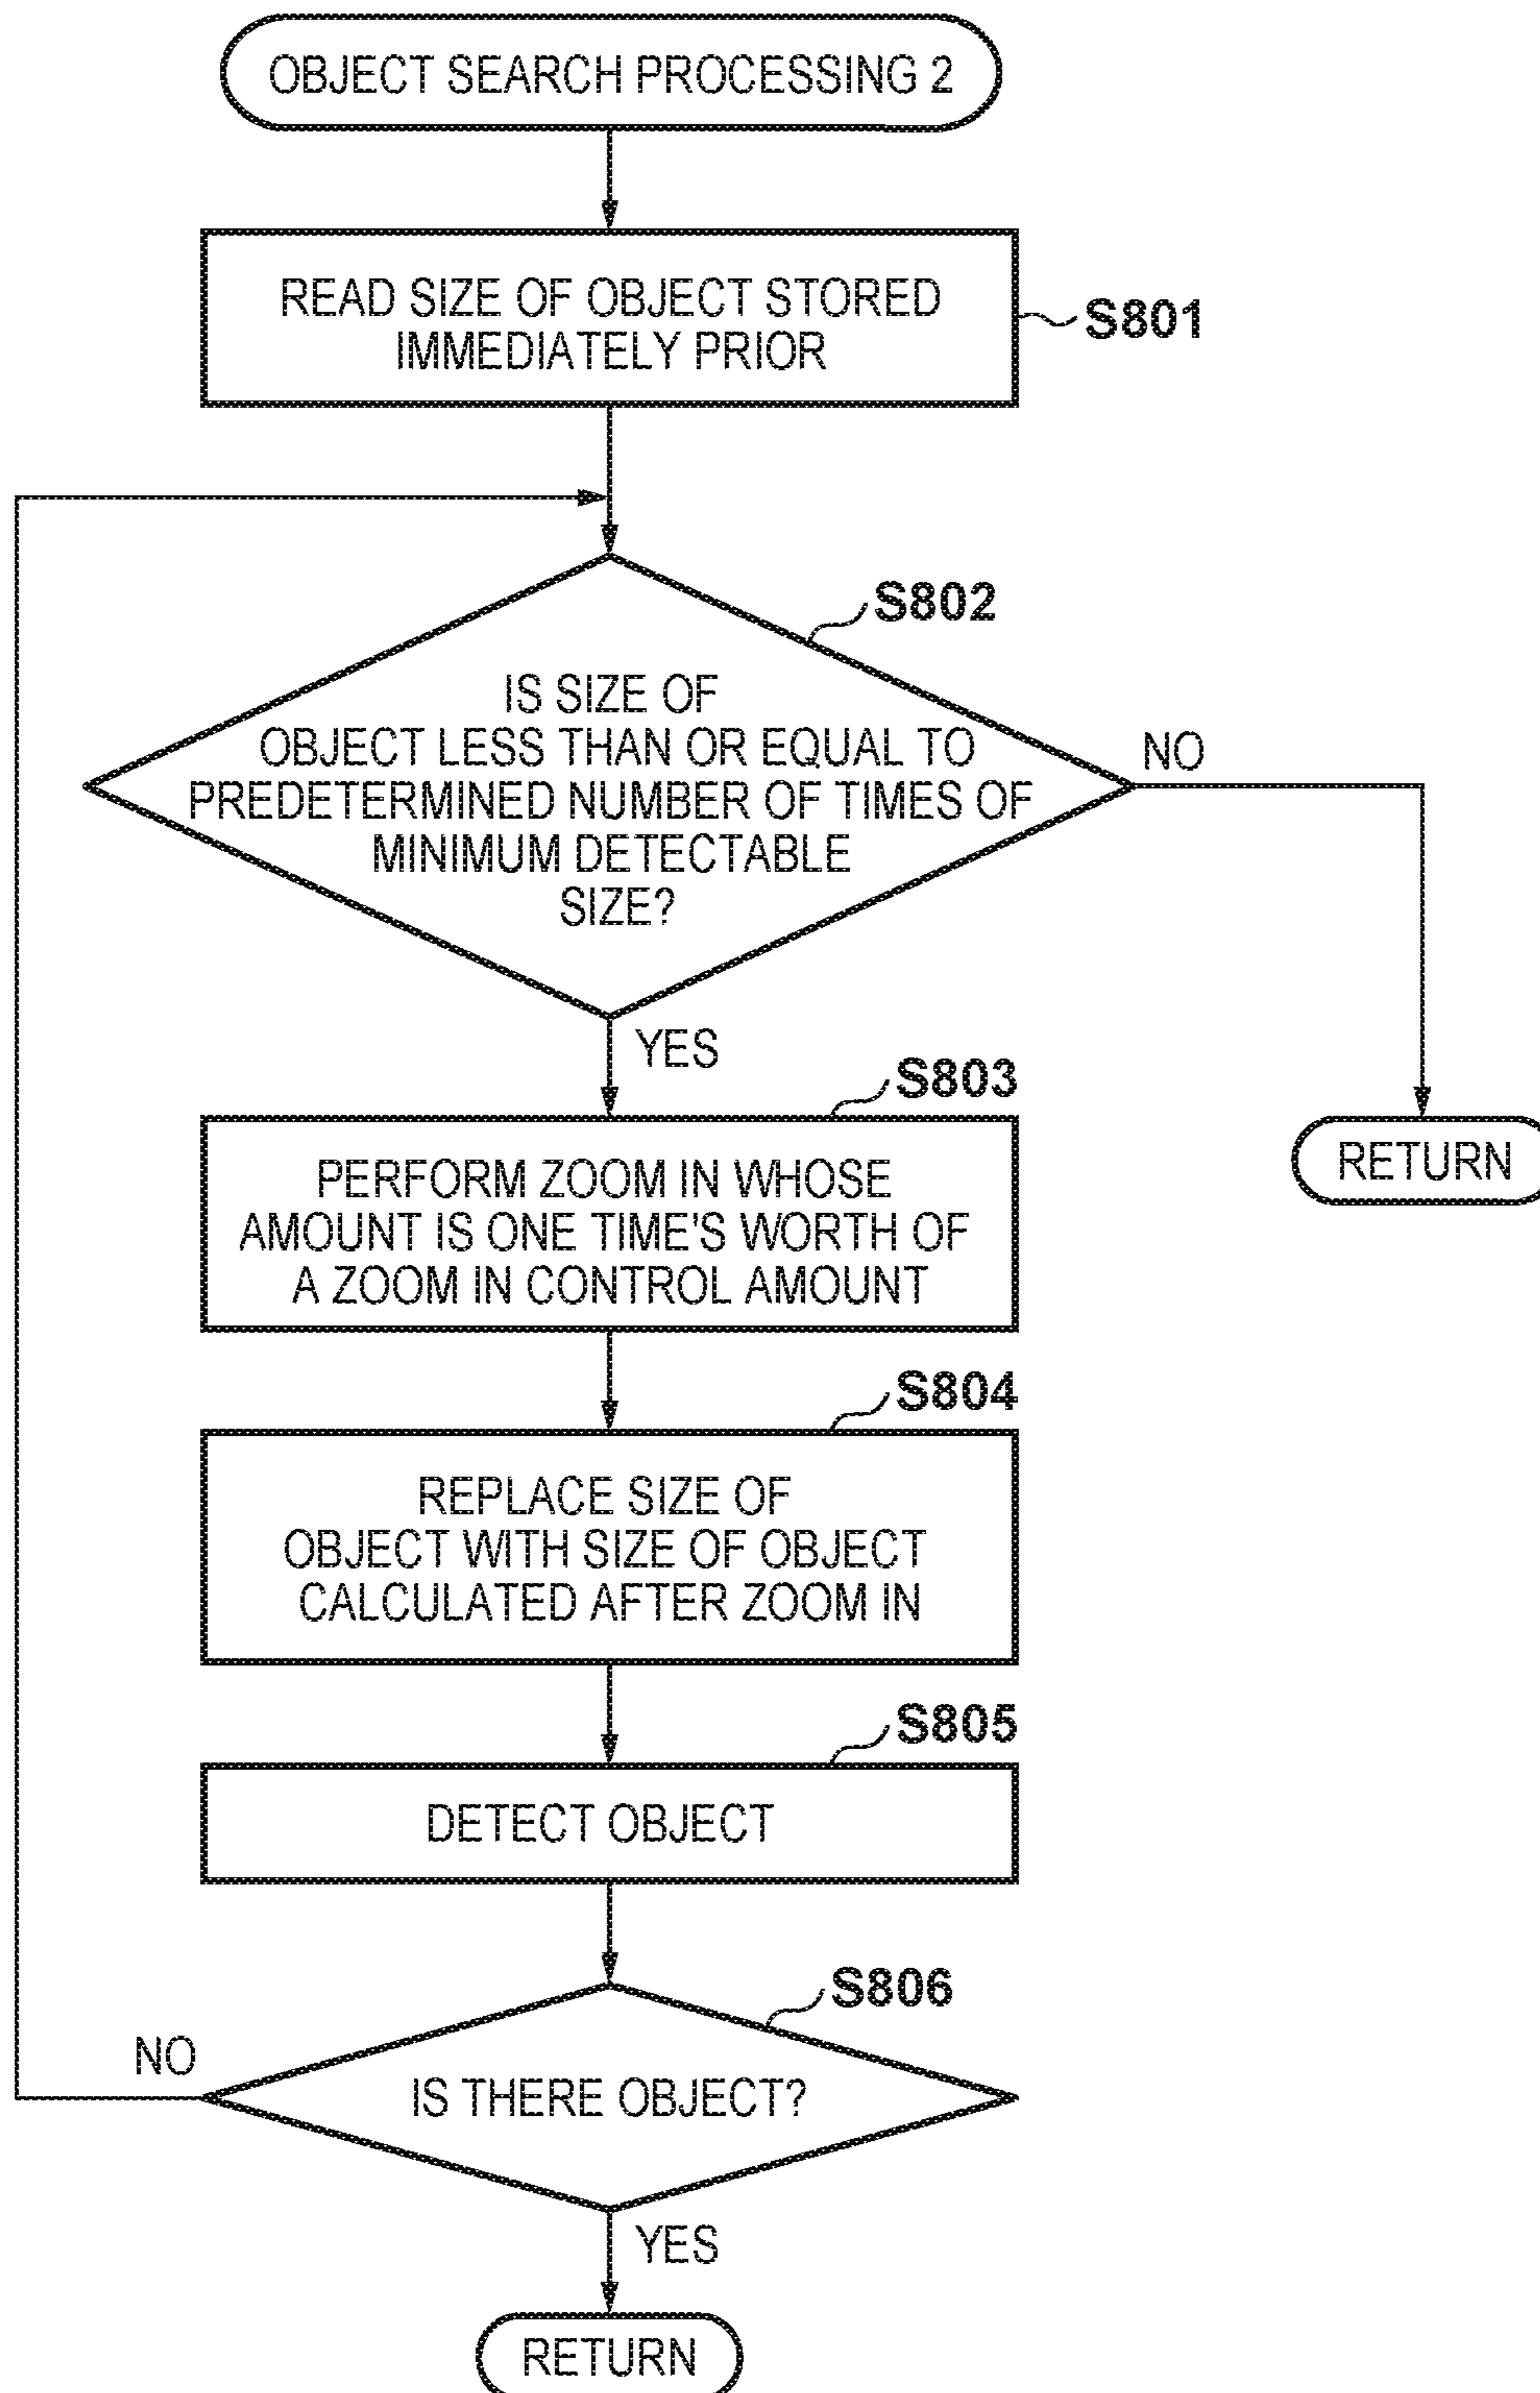 OBJECT SEARCH PROCESSING 2
READ SIZE OF OBJECT STORED
IMMEDIATELY PRIOR
S801
S802
IS SIZE OF
OBJECT LESS THAN OR EQUAL TO
PREDETERMINED NUMBER OF TIMES OF
MINIMUM DETECTABLE
SIZE?
NO
YES
S803
PERFORM ZOOM IN WHOSE
AMOUNT IS ONE TIME'S WORTH OF
A ZOOM IN CONTROL AMOUNT
RETURN
S804
REPLACE SIZE OF
OBJECT WITH SIZE OF OBJECT
CALCULATED AFTER ZOOM IN
S805
DETECT OBJECT
S806
NO
IS THERE OBJECT?
YES
RETURN